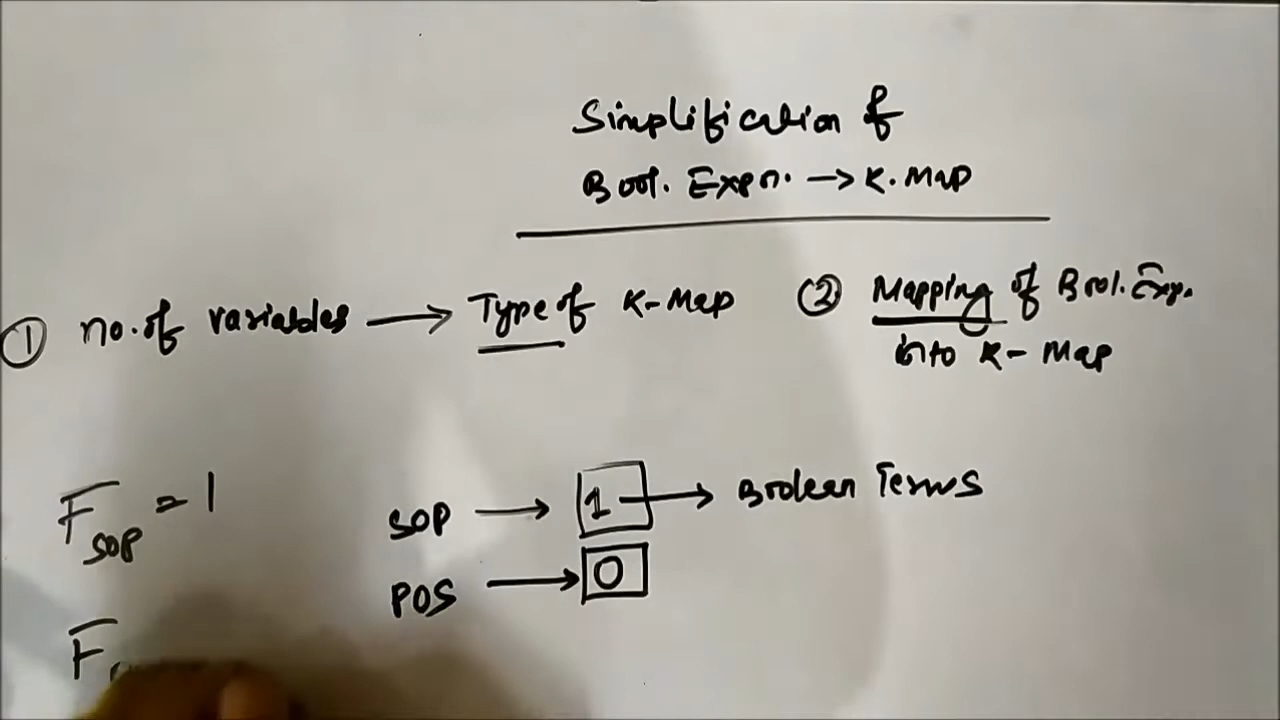 Simplification of
Bool. Expn. → K. Map
① no. of variables → Type of K-Map
② Mapping of Bool. Exp.
into K- Map
F SOP = 1
SOP → 1 → Boolean Terms
POS → 0
F